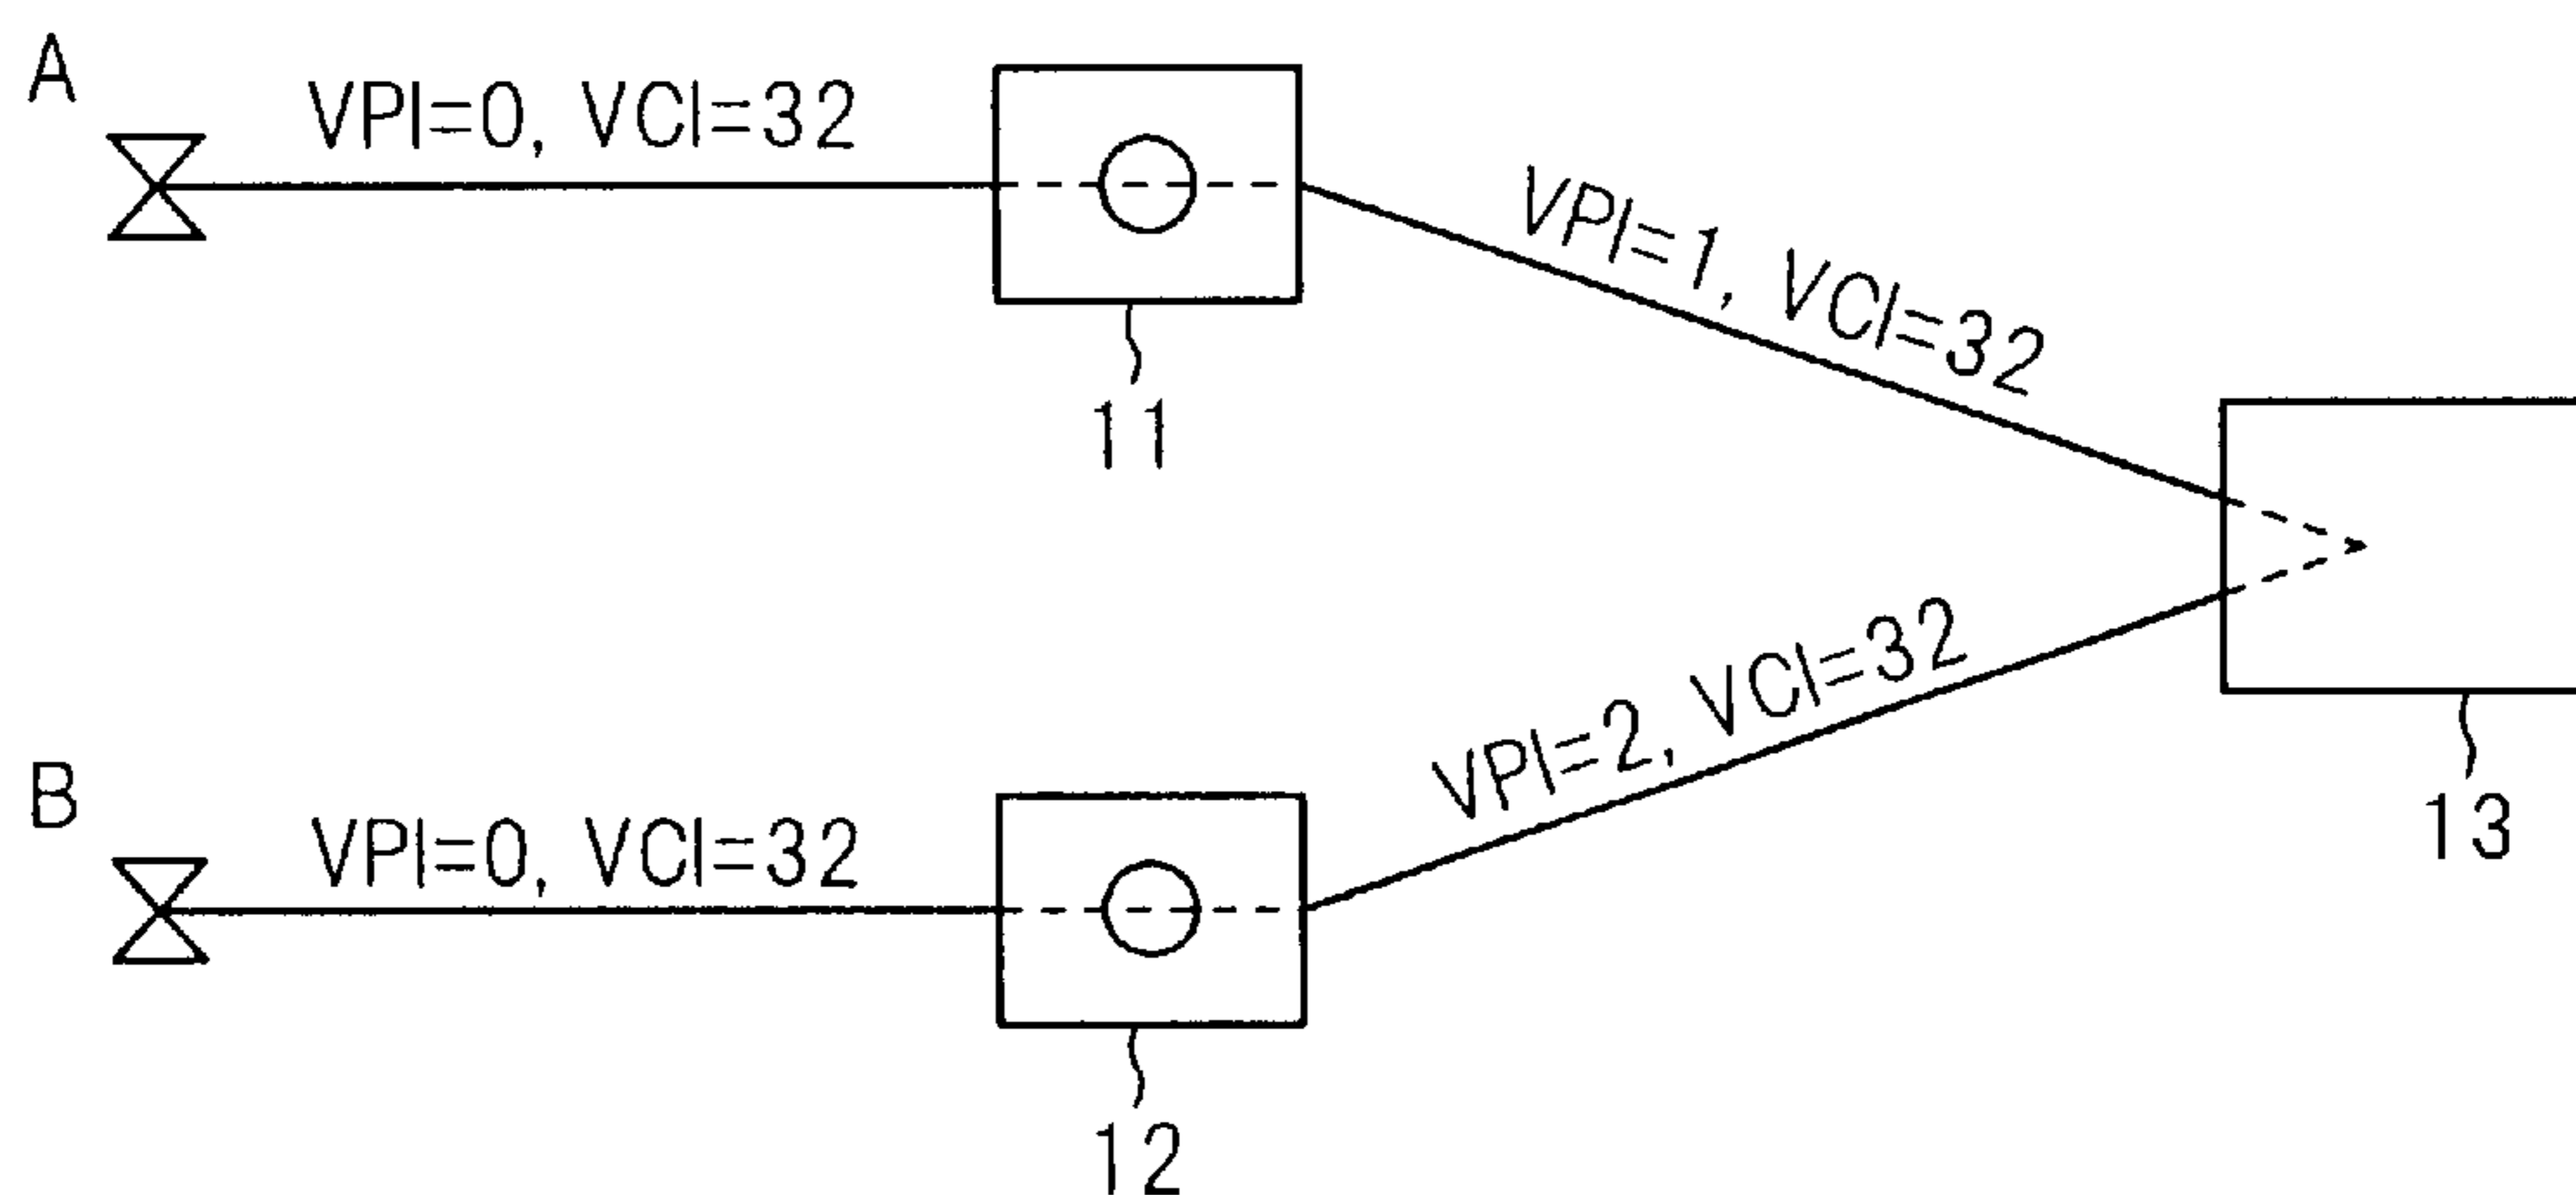 A
VPI=0, VCI=32
VPI=1, VCI=32
11
VPI=2, VCI=32
13
B
VPI=0, VCI=32
12